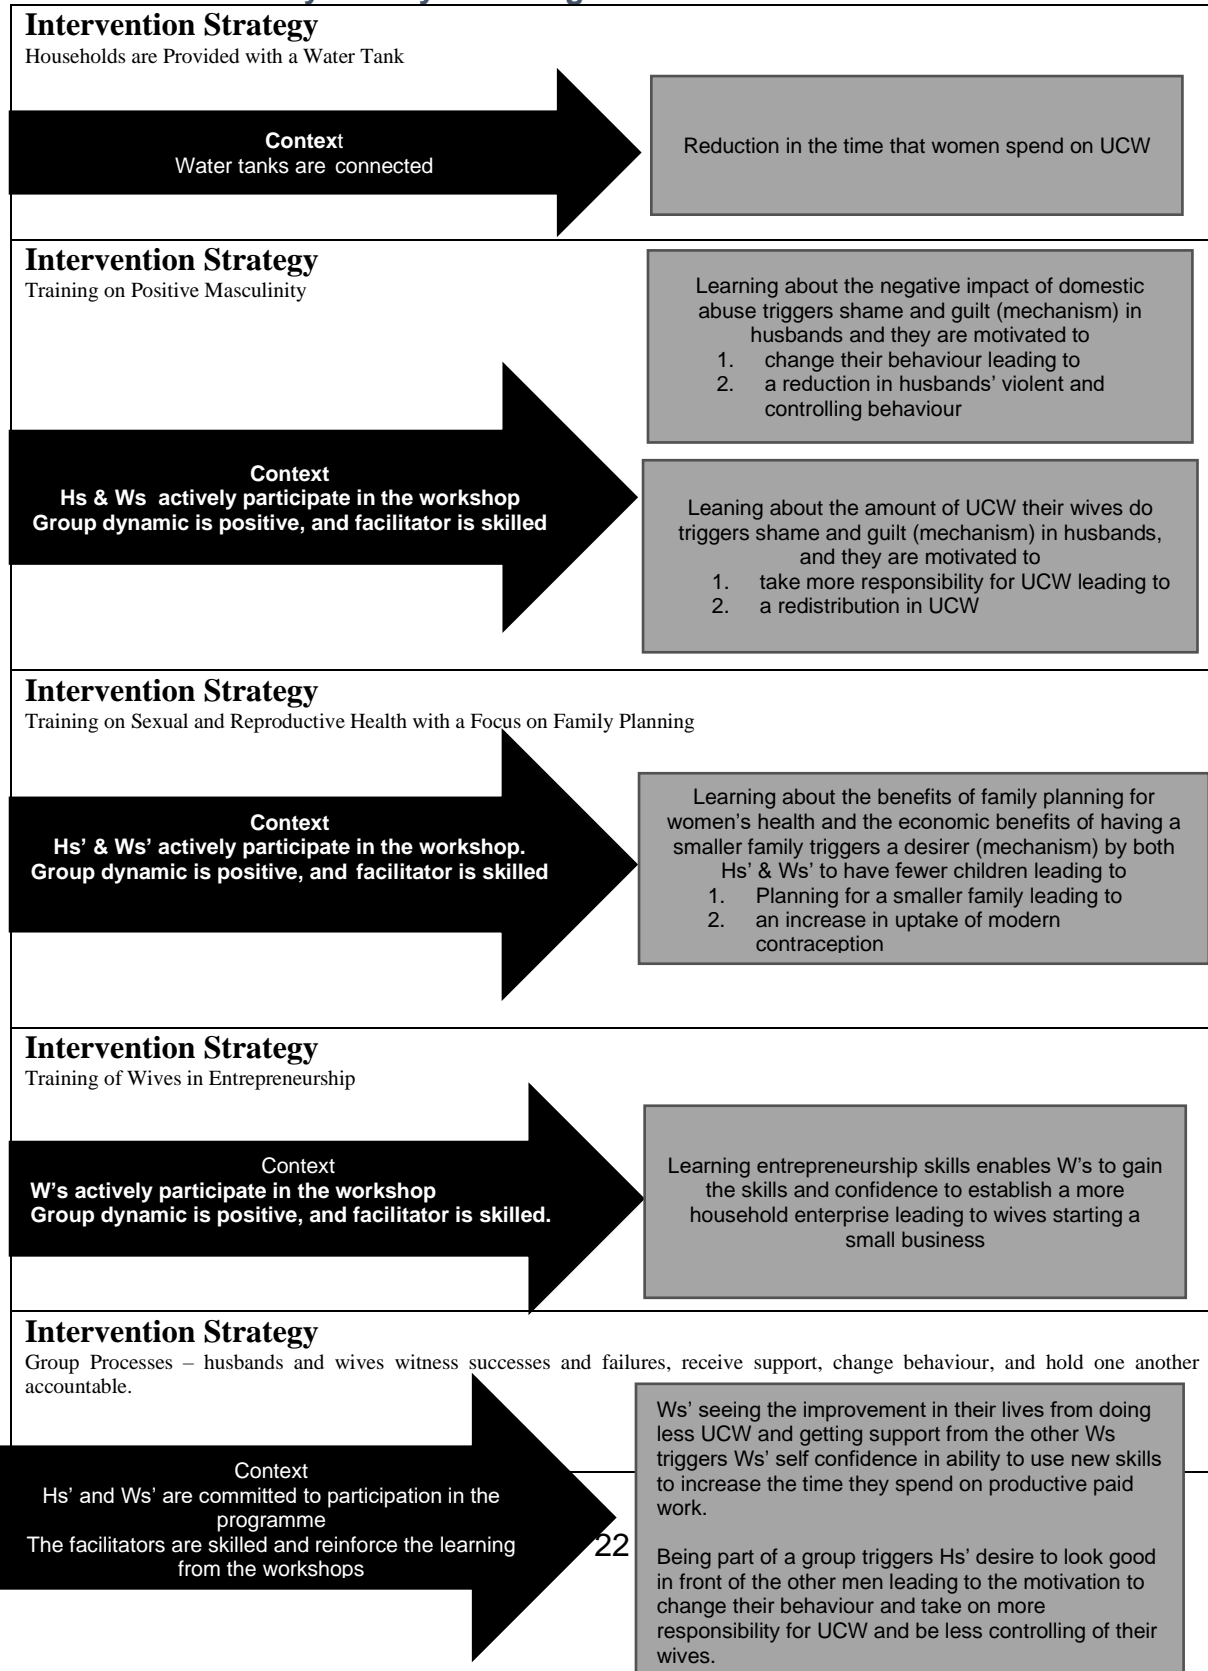 Intervention Strategy
Households are Provided with a Water Tank
Context
Water tanks are connected
Reduction in the time that women spend on UCW
Intervention Strategy
Training on Positive Masculinity
Context
Hs & Ws actively participate in the workshop
Group dynamic is positive, and facilitator is skilled
Learning about the negative impact of domestic
abuse triggers shame and guilt (mechanism) in
husbands and they are motivated to
1. change their behaviour leading to
2. a reduction in husbands' violent and
controlling behaviour
Leaning about the amount of UCW their wives do
triggers shame and guilt (mechanism) in husbands,
and they are motivated to
1. take more responsibility for UCW leading to
2. a redistribution in UCW
Intervention Strategy
Training on Sexual and Reproductive Health with a Focus on Family Planning
Context
Hs' & Ws' actively participate in the workshop.
Group dynamic is positive, and facilitator is skilled
Learning about the benefits of family planning for
women's health and the economic benefits of having a
smaller family triggers a desirer (mechanism) by both
Hs' & Ws' to have fewer children leading to
1. Planning for a smaller family leading to
2. an increase in uptake of modern
contraception
Intervention Strategy
Training of Wives in Entrepreneurship
Context
W's actively participate in the workshop
Group dynamic is positive, and facilitator is skilled.
Learning entrepreneurship skills enables W's to gain
the skills and confidence to establish a more
household enterprise leading to wives starting a
small business
Intervention Strategy
Group Processes – husbands and wives witness successes and failures, receive support, change behaviour, and hold one another
accountable.
Context
Hs' and Ws' are committed to participation in the
programme
The facilitators are skilled and reinforce the learning
from the workshops
22
Ws' seeing the improvement in their lives from doing
less UCW and getting support from the other Ws
triggers Ws' self confidence in ability to use new skills
to increase the time they spend on productive paid
work.
Being part of a group triggers Hs' desire to look good
in front of the other men leading to the motivation to
change their behaviour and take on more
responsibility for UCW and be less controlling of their
wives.